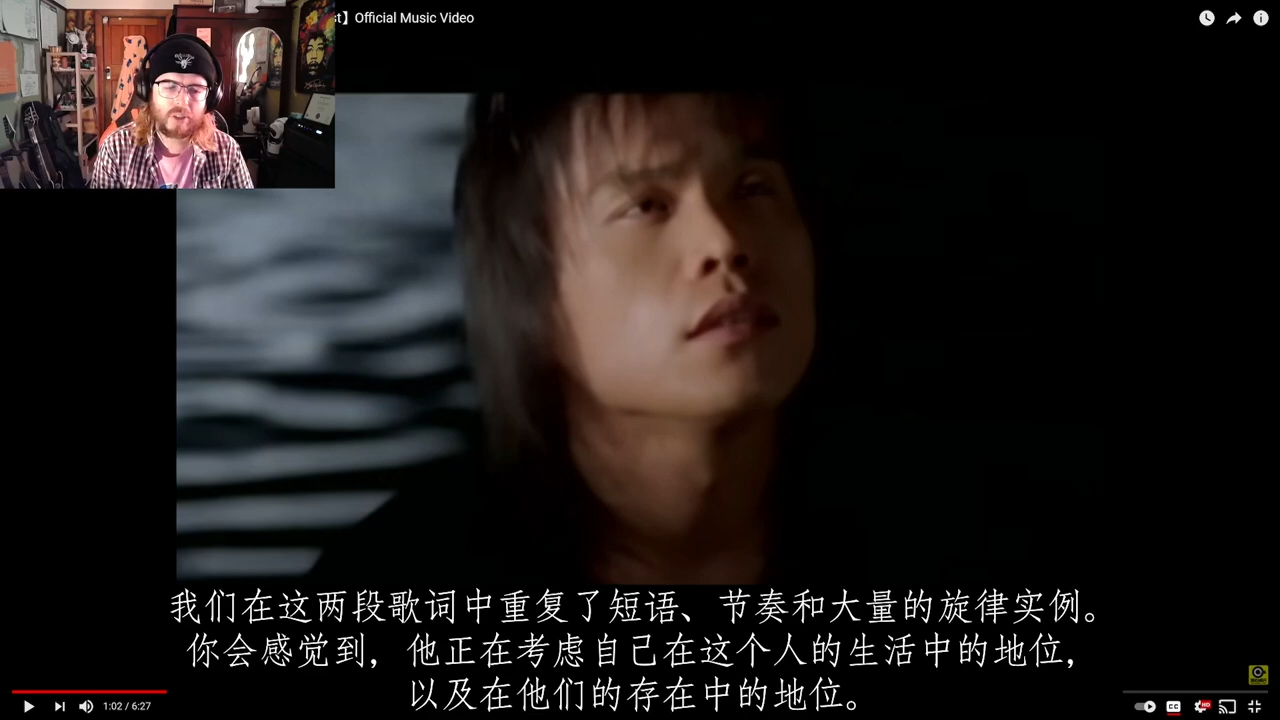 st】Official Music Video
我们在这两段歌词中重复了短语、节奏和大量的旋律实例。
你会感觉到，他正在考虑自己在这个人的生活中的地位，
以及在他们的存在中的地位。
1:02 / 6:27
CC
HD